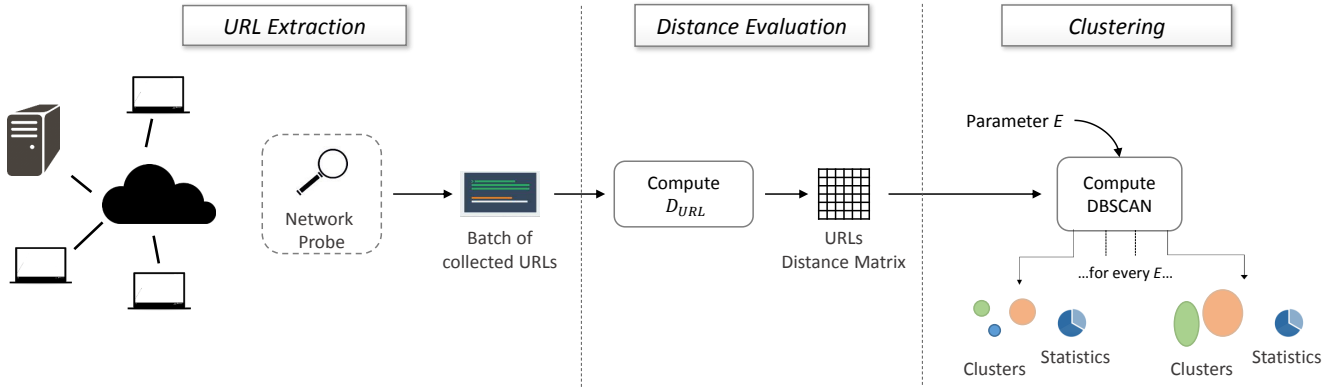 URL Extraction
Distance Evaluation
Clustering
Network
Probe
Batch of
collected URLs
Compute
D_URL
URLs
Distance Matrix
Parameter E
Compute
DBSCAN
...for every E...
Clusters
Statistics
Clusters
Statistics